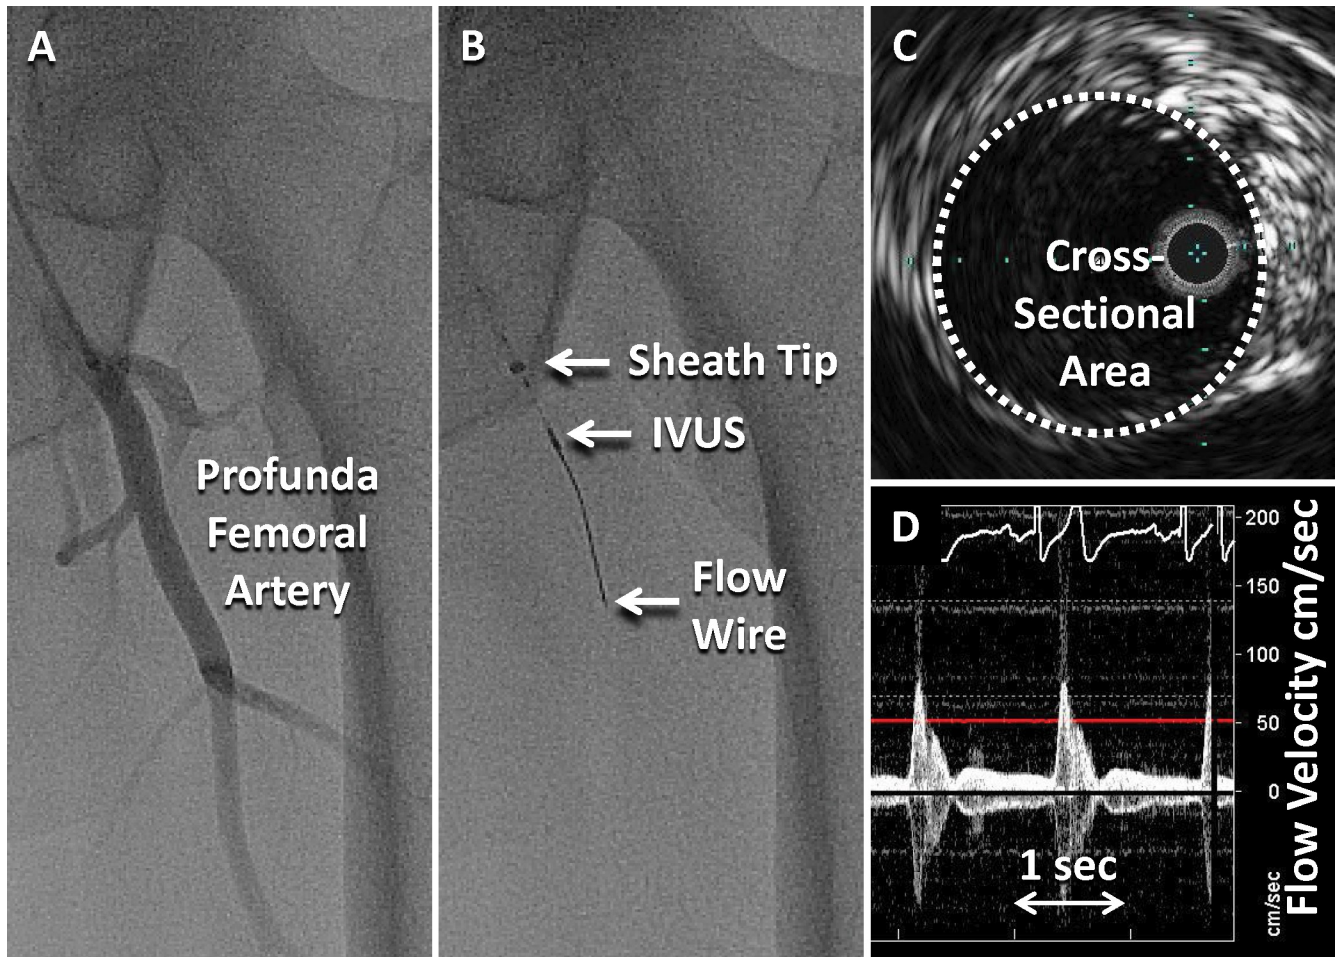 A
Profunda
Femoral
Artery
B
Sheath Tip
IVUS
Flow
Wire
C
Cross-
Sectional
Area
D
200
150
100
50
0
cm/sec
Flow Velocity cm/sec
1 sec